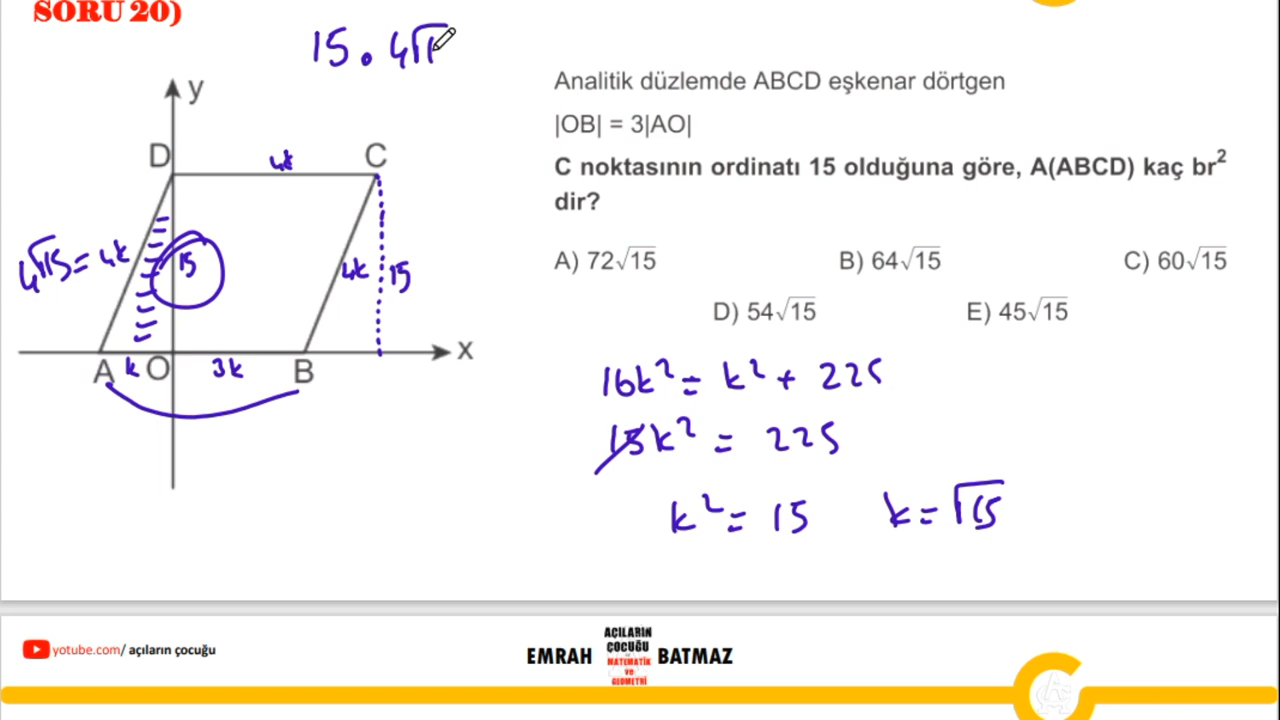 SORU 20)
15 . 4√1
Analitik düzlemde ABCD eşkenar dörtgen
|OB| = 3|AO|
C noktasının ordinatı 15 olduğuna göre, A(ABCD) kaç br²
dir?
A) 72√15 B) 64√15 C) 60√15
D) 54√15 E) 45√15
y
D 4k C
4√15 = 4k 15 4k 15
A k O 3k B x
16k² = k² + 225
15k² = 225
k² = 15 k = √15
yotube.com/ açıların çocuğu
EMRAH AÇILARIN ÇOCUĞU ve MATEMATİK ve GEOMETRİ BATMAZ